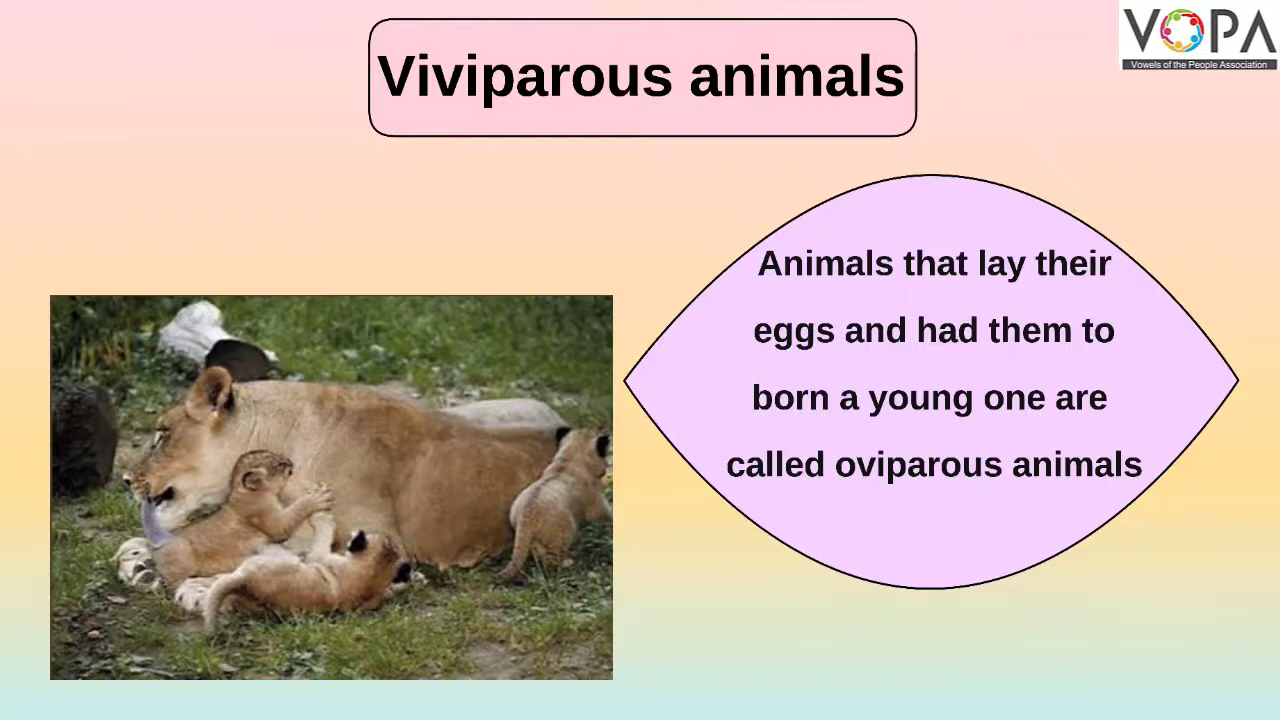 Viviparous animals
VOPA
Vowels of the People Association
Animals that lay their
eggs and had them to
born a young one are
called oviparous animals